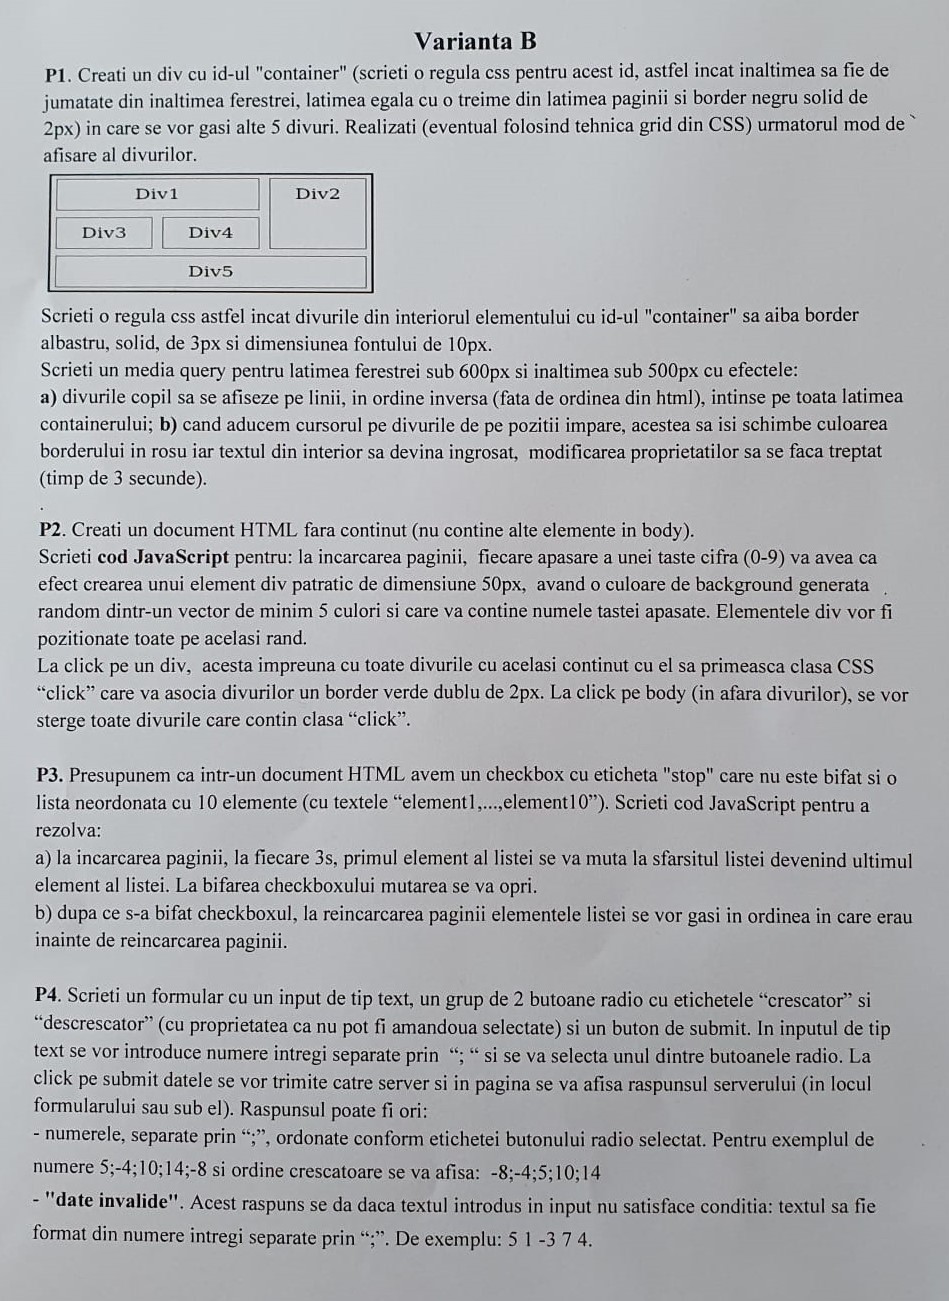 Varianta B
P1. Creati un div cu id-ul "container" (scrieti o regula css pentru acest id, astfel incat inaltimea sa fie de
jumatate din inaltimea ferestrei, latimea egala cu o treime din latimea paginii si border negru solid de
2px) in care se vor gasi alte 5 divuri. Realizati (eventual folosind tehnica grid din CSS) urmatorul mod de
afisare al divurilor.
Div1 Div2
Div3 Div4
Div5
Scrieti o regula css astfel incat divurile din interiorul elementului cu id-ul "container" sa aiba border
albastru, solid, de 3px si dimensiunea fontului de 10px.
Scrieti un media query pentru latimea ferestrei sub 600px si inaltimea sub 500px cu efectele:
a) divurile copil sa se afiseze pe linii, in ordine inversa (fata de ordinea din html), intinse pe toata latimea
containerului; b) cand aducem cursorul pe divurile de pe pozitii impare, acestea sa isi schimbe culoarea
borderului in rosu iar textul din interior sa devina ingrosat, modificarea proprietatilor sa se faca treptat
(timp de 3 secunde).
.
P2. Creati un document HTML fara continut (nu contine alte elemente in body).
Scrieti cod JavaScript pentru: la incarcarea paginii, fiecare apasare a unei taste cifra (0-9) va avea ca
efect crearea unui element div patratic de dimensiune 50px, avand o culoare de background generata
random dintr-un vector de minim 5 culori si care va contine numele tastei apasate. Elementele div vor fi
pozitionate toate pe acelasi rand.
La click pe un div, acesta impreuna cu toate divurile cu acelasi continut cu el sa primeasca clasa CSS
“click” care va asocia divurilor un border verde dublu de 2px. La click pe body (in afara divurilor), se vor
sterge toate divurile care contin clasa “click”.
P3. Presupunem ca intr-un document HTML avem un checkbox cu eticheta "stop" care nu este bifat si o
lista neordonata cu 10 elemente (cu textele “element1,...,element10”). Scrieti cod JavaScript pentru a
rezolva:
a) la incarcarea paginii, la fiecare 3s, primul element al listei se va muta la sfarsitul listei devenind ultimul
element al listei. La bifarea checkboxului mutarea se va opri.
b) dupa ce s-a bifat checkboxul, la reincarcarea paginii elementele listei se vor gasi in ordinea in care erau
inainte de reincarcarea paginii.
P4. Scrieti un formular cu un input de tip text, un grup de 2 butoane radio cu etichetele “crescator” si
“descrescator” (cu proprietatea ca nu pot fi amandoua selectate) si un buton de submit. In inputul de tip
text se vor introduce numere intregi separate prin “; “ si se va selecta unul dintre butoanele radio. La
click pe submit datele se vor trimite catre server si in pagina se va afisa raspunsul serverului (in locul
formularului sau sub el). Raspunsul poate fi ori:
- numerele, separate prin “;”, ordonate conform etichetei butonului radio selectat. Pentru exemplul de
numere 5;-4;10;14;-8 si ordine crescatoare se va afisa: -8;-4;5;10;14
- "date invalide". Acest raspuns se da daca textul introdus in input nu satisface conditia: textul sa fie
format din numere intregi separate prin “;”. De exemplu: 5 1 -3 7 4.